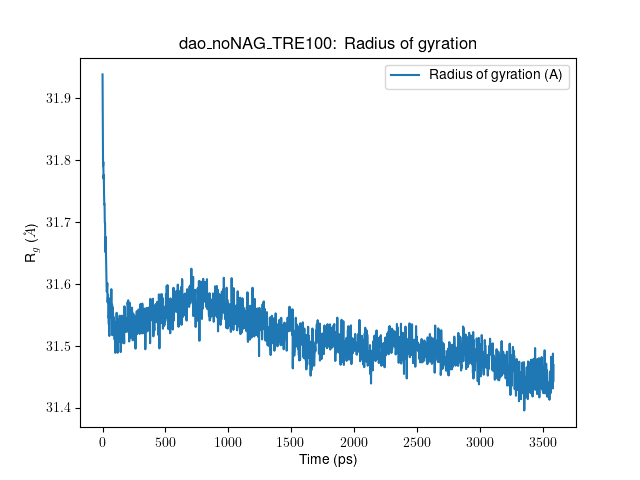 dao_noNAG_TRE100: Radius of gyration
Radius of gyration (A)
31.9
31.8
31.7
31.6
31.5
31.4
R_g (Å)
0 500 1000 1500 2000 2500 3000 3500
Time (ps)